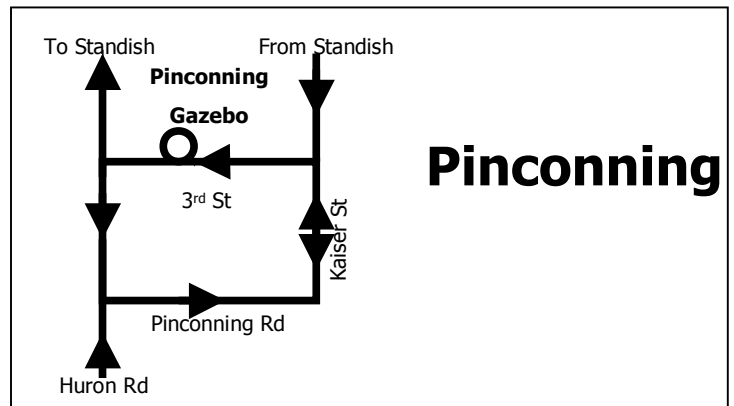 To Standish
From Standish
Pinconning
Gazebo
Pinconning
3rd St
Kaiser St
Pinconning Rd
Huron Rd